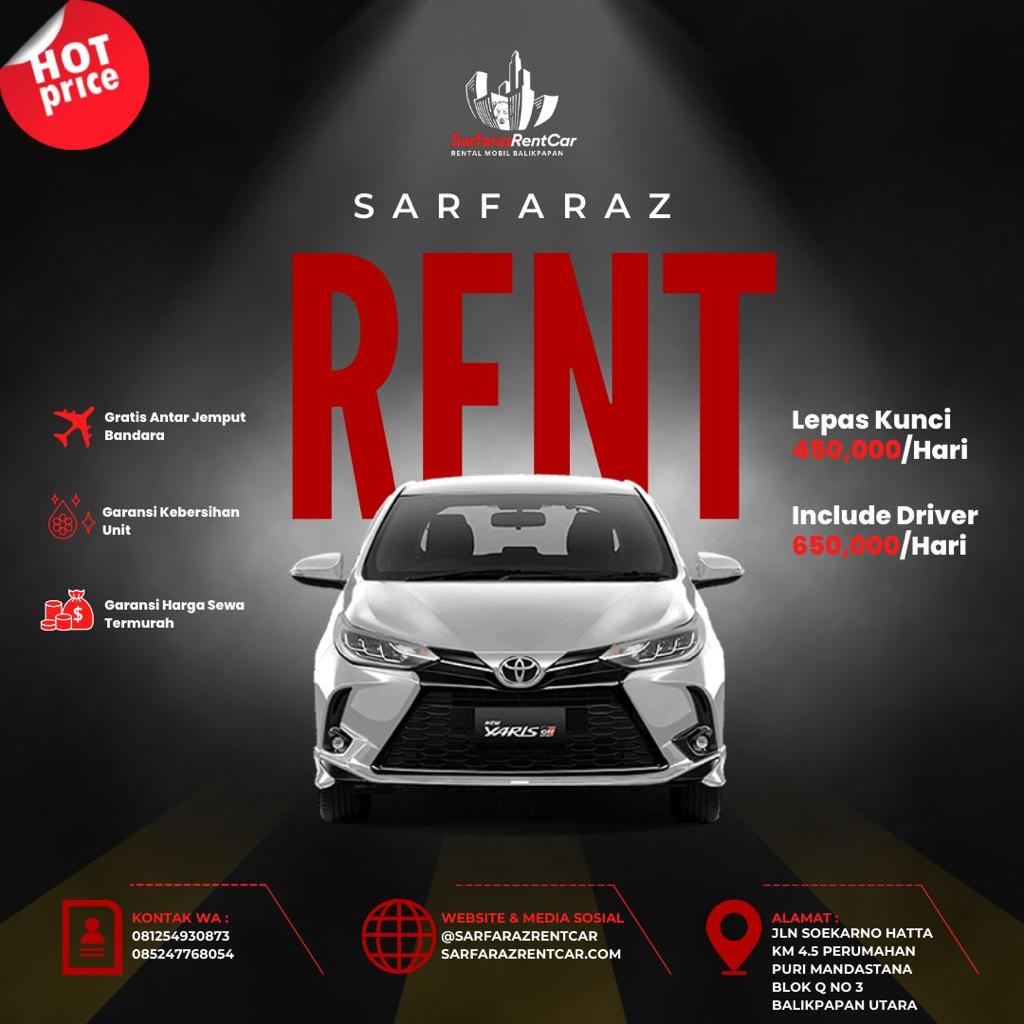 HOT
price
SarfarazRentCar
RENTAL MOBIL BALIKPAPAN
SARFARAZ
RENT
Gratis Antar Jemput
Bandara
Garansi Kebersihan
Unit
Garansi Harga Sewa
Termurah
Lepas Kunci
450,000/Hari
Include Driver
650,000/Hari
NEW
YARIS GR
KONTAK WA :
081254930873
085247768054
WEBSITE & MEDIA SOSIAL
@SARFARAZRENTCAR
SARFARAZRENTCAR.COM
ALAMAT :
JLN SOEKARNO HATTA
KM 4.5 PERUMAHAN
PURI MANDASTANA
BLOK Q NO 3
BALIKPAPAN UTARA